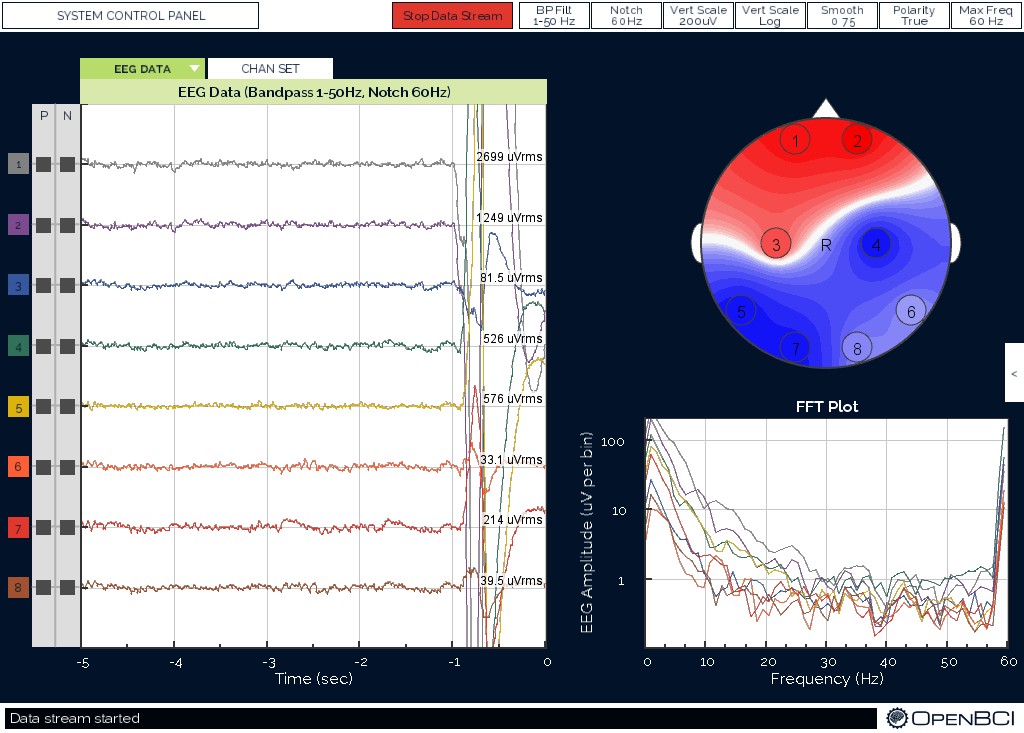 SYSTEM CONTROL PANEL
Stop Data Stream
BP Filt
1-50 Hz
Notch
60Hz
Vert Scale
200uV
Vert Scale
Log
Smooth
0.75
Polarity
True
Max Freq
60 Hz
EEG DATA
CHAN SET
EEG Data (Bandpass 1-50Hz, Notch 60Hz)
P N
1
2699 uVrms
2
1249 uVrms
3
81.5 uVrms
4
526 uVrms
5
576 uVrms
6
33.1 uVrms
7
214 uVrms
8
39.5 uVrms
-5 -4 -3 -2 -1 0
Time (sec)
1 2
3 R 4
5 6
7 8
<
FFT Plot
EEG Amplitude (uV per bin)
100
10
1
0 10 20 30 40 50 60
Frequency (Hz)
Data stream started
OPENBCI